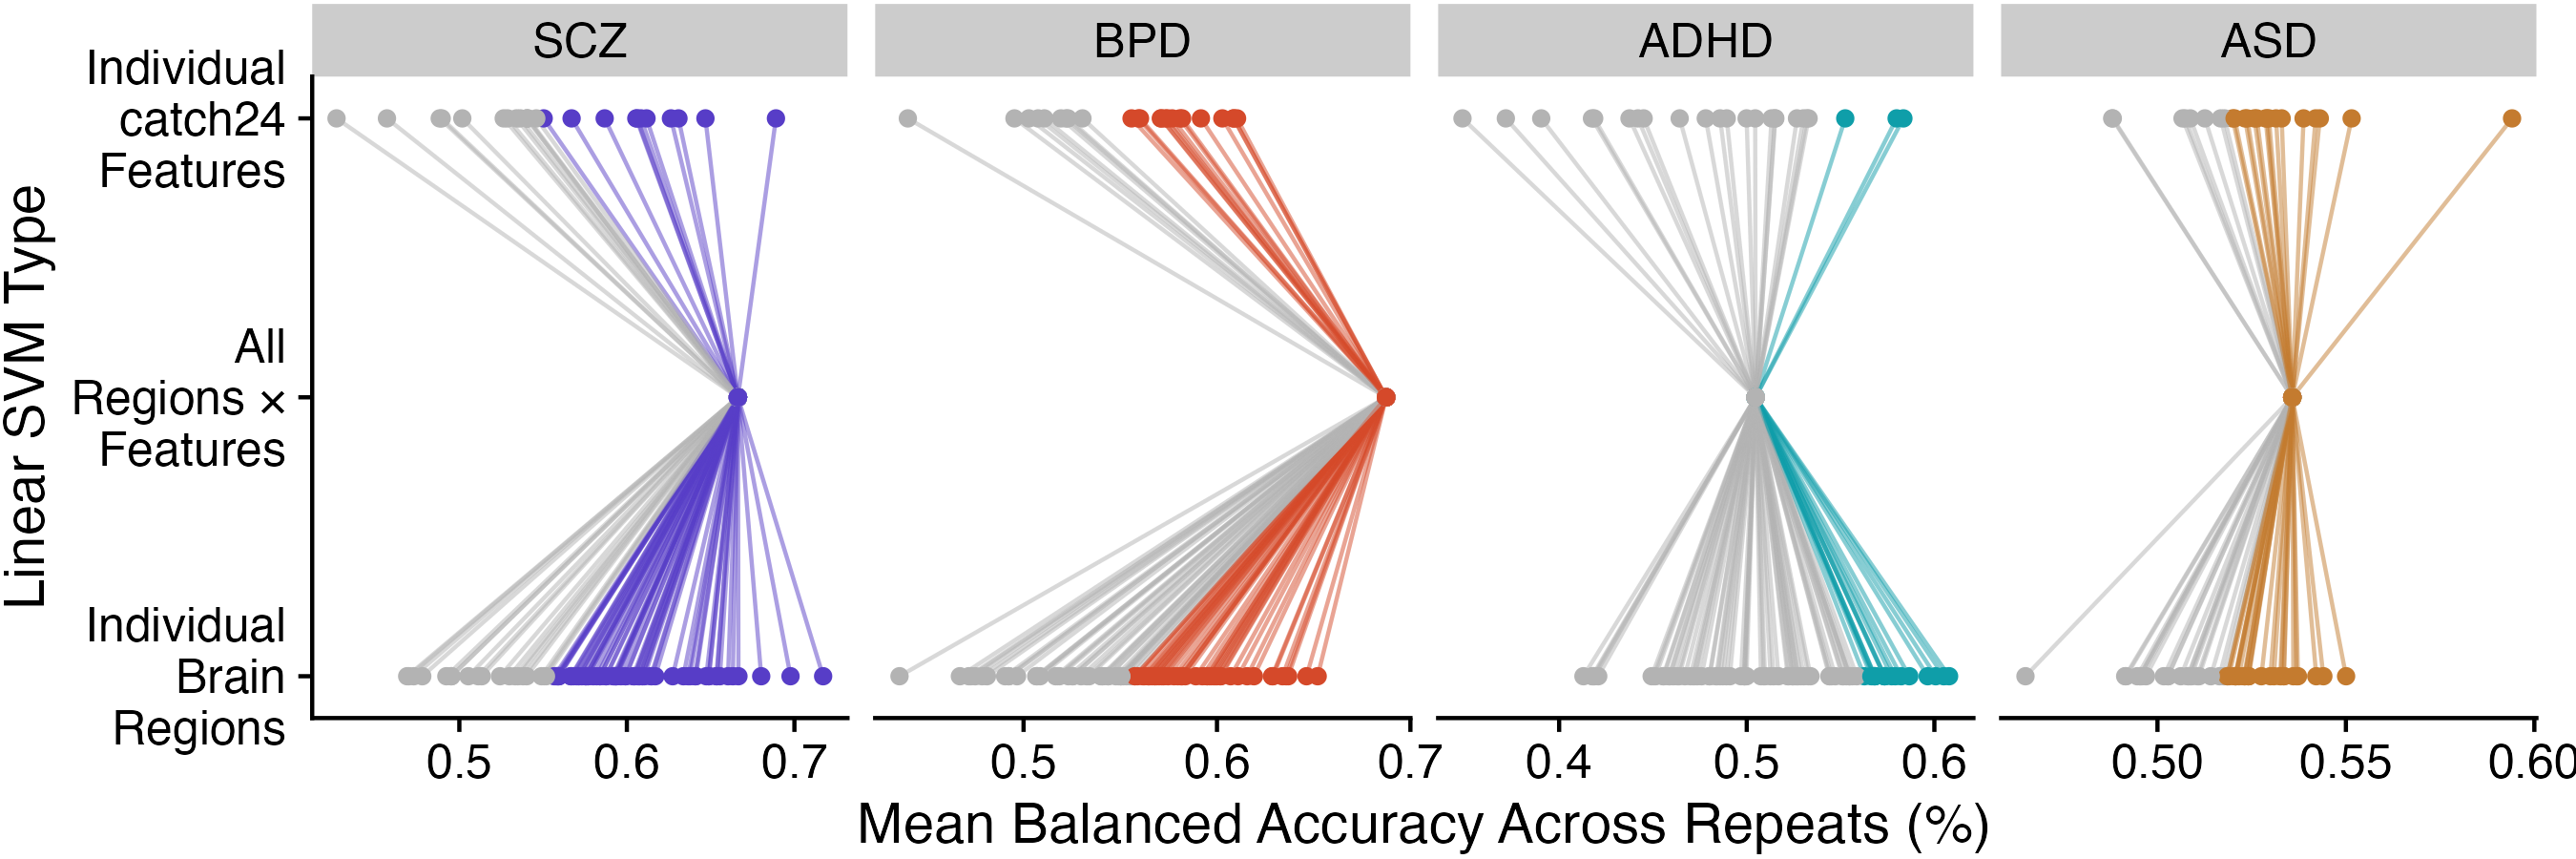 SCZ
BPD
ADHD
ASD
Linear SVM Type
Individual
catch24
Features
All
Regions ×
Features
Individual
Brain
Regions
0.5 0.6 0.7
0.5 0.6 0.7
0.4 0.5 0.6
0.50 0.55 0.60
Mean Balanced Accuracy Across Repeats (%)